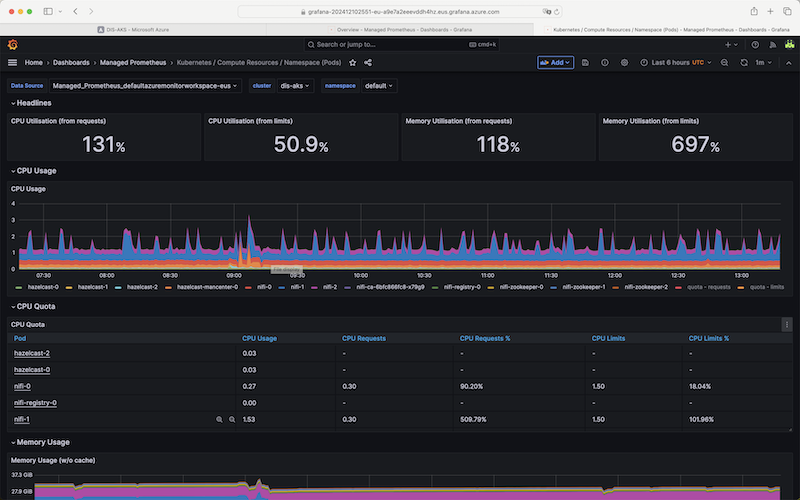 grafana-202412102551-eu-a9e7a2eeevddh4hz.eus.grafana.azure.com
DIS-AKS - Microsoft Azure
Overview - Managed Prometheus - Dashboards - Grafana
Kubernetes / Compute Resources / Namespace (Pods) - Managed Prometheus - Dashboards - Grafana
Search or jump to...
cmd+k
Home › Dashboards › Managed Prometheus › Kubernetes / Compute Resources / Namespace (Pods)
Add
Last 6 hours UTC
1m
Data Source
Managed_Prometheus_defaultazuremonitorworkspace-eus
cluster
dis-aks
namespace
default
Headlines
CPU Utilisation (from requests)
131%
CPU Utilisation (from limits)
50.9%
Memory Utilisation (from requests)
118%
Memory Utilisation (from limits)
697%
CPU Usage
CPU Usage
4
3
2
1
0
07:30 08:00 08:30 09:00 09:30 10:00 10:30 11:00 11:30 12:00 12:30 13:00
hazelcast-0 hazelcast-1 hazelcast-2 hazelcast-mancenter-0 nifi-0 nifi-1 nifi-2 nifi-ca-6bfc866fc8-x79g9 nifi-registry-0 nifi-zookeeper-0 nifi-zookeeper-1 nifi-zookeeper-2 quota - requests quota - limits
CPU Quota
CPU Quota
Pod CPU Usage CPU Requests CPU Requests % CPU Limits CPU Limits %
hazelcast-2 0.03 - - - -
hazelcast-0 0.03 - - - -
nifi-0 0.27 0.30 90.20% 1.50 18.04%
nifi-registry-0 0.00 - - - -
nifi-1 1.53 0.30 509.79% 1.50 101.96%
Memory Usage
Memory Usage (w/o cache)
37.3 GiB
27.9 GiB